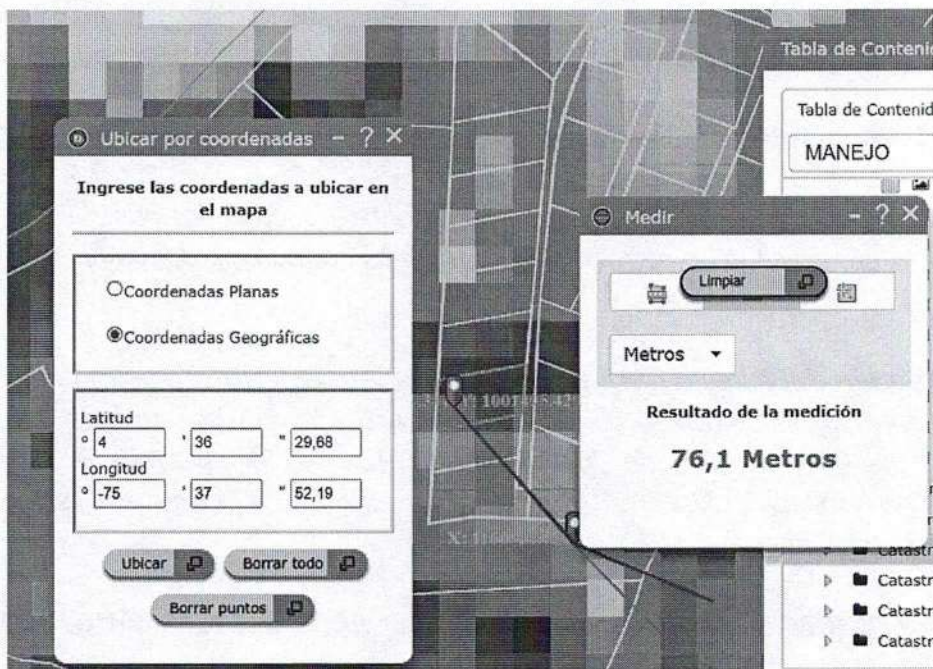 Ubicar por coordenadas - ? X
Ingrese las coordenadas a ubicar en
el mapa
Coordenadas Planas
Coordenadas Geográficas
Latitud
° 4 ' 36 " 29,68
Longitud
° -75 ' 37 " 52,19
Ubicar Borrar todo
Borrar puntos
Tabla de Contenid
Tabla de Contenid
MANEJO
Medir - ? X
Limpiar
Metros
Resultado de la medición
76,1 Metros
Catastr
Catastr
Catastr
Catastr